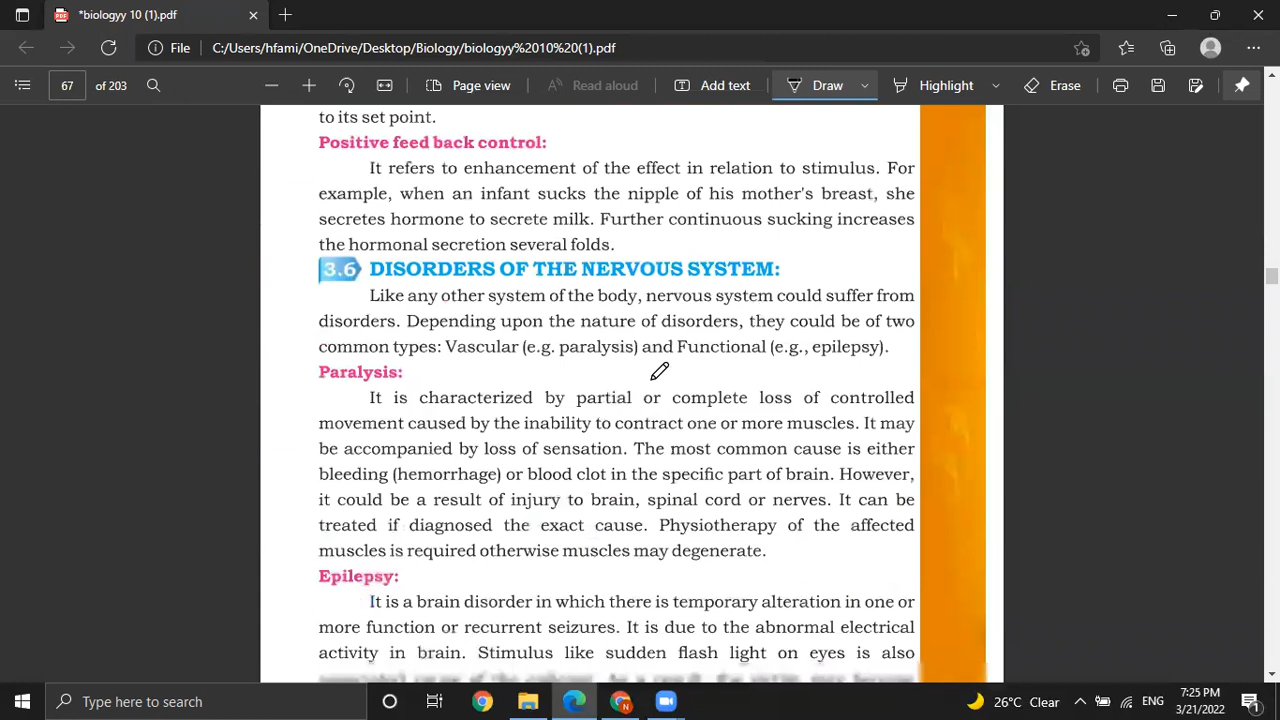 *biologyy 10 (1).pdf
File C:/Users/hfami/OneDrive/Desktop/Biology/biologyy%2010%20(1).pdf
67 of 203 Page view Read aloud Add text Draw Highlight Erase
to its set point.
Positive feed back control:
It refers to enhancement of the effect in relation to stimulus. For
example, when an infant sucks the nipple of his mother's breast, she
secretes hormone to secrete milk. Further continuous sucking increases
the hormonal secretion several folds.
3.6 DISORDERS OF THE NERVOUS SYSTEM:
Like any other system of the body, nervous system could suffer from
disorders. Depending upon the nature of disorders, they could be of two
common types: Vascular (e.g. paralysis) and Functional (e.g., epilepsy).
Paralysis:
It is characterized by partial or complete loss of controlled
movement caused by the inability to contract one or more muscles. It may
be accompanied by loss of sensation. The most common cause is either
bleeding (hemorrhage) or blood clot in the specific part of brain. However,
it could be a result of injury to brain, spinal cord or nerves. It can be
treated if diagnosed the exact cause. Physiotherapy of the affected
muscles is required otherwise muscles may degenerate.
Epilepsy:
It is a brain disorder in which there is temporary alteration in one or
more function or recurrent seizures. It is due to the abnormal electrical
activity in brain. Stimulus like sudden flash light on eyes is also
Type here to search 26°C Clear ENG 7:25 PM
3/21/2022